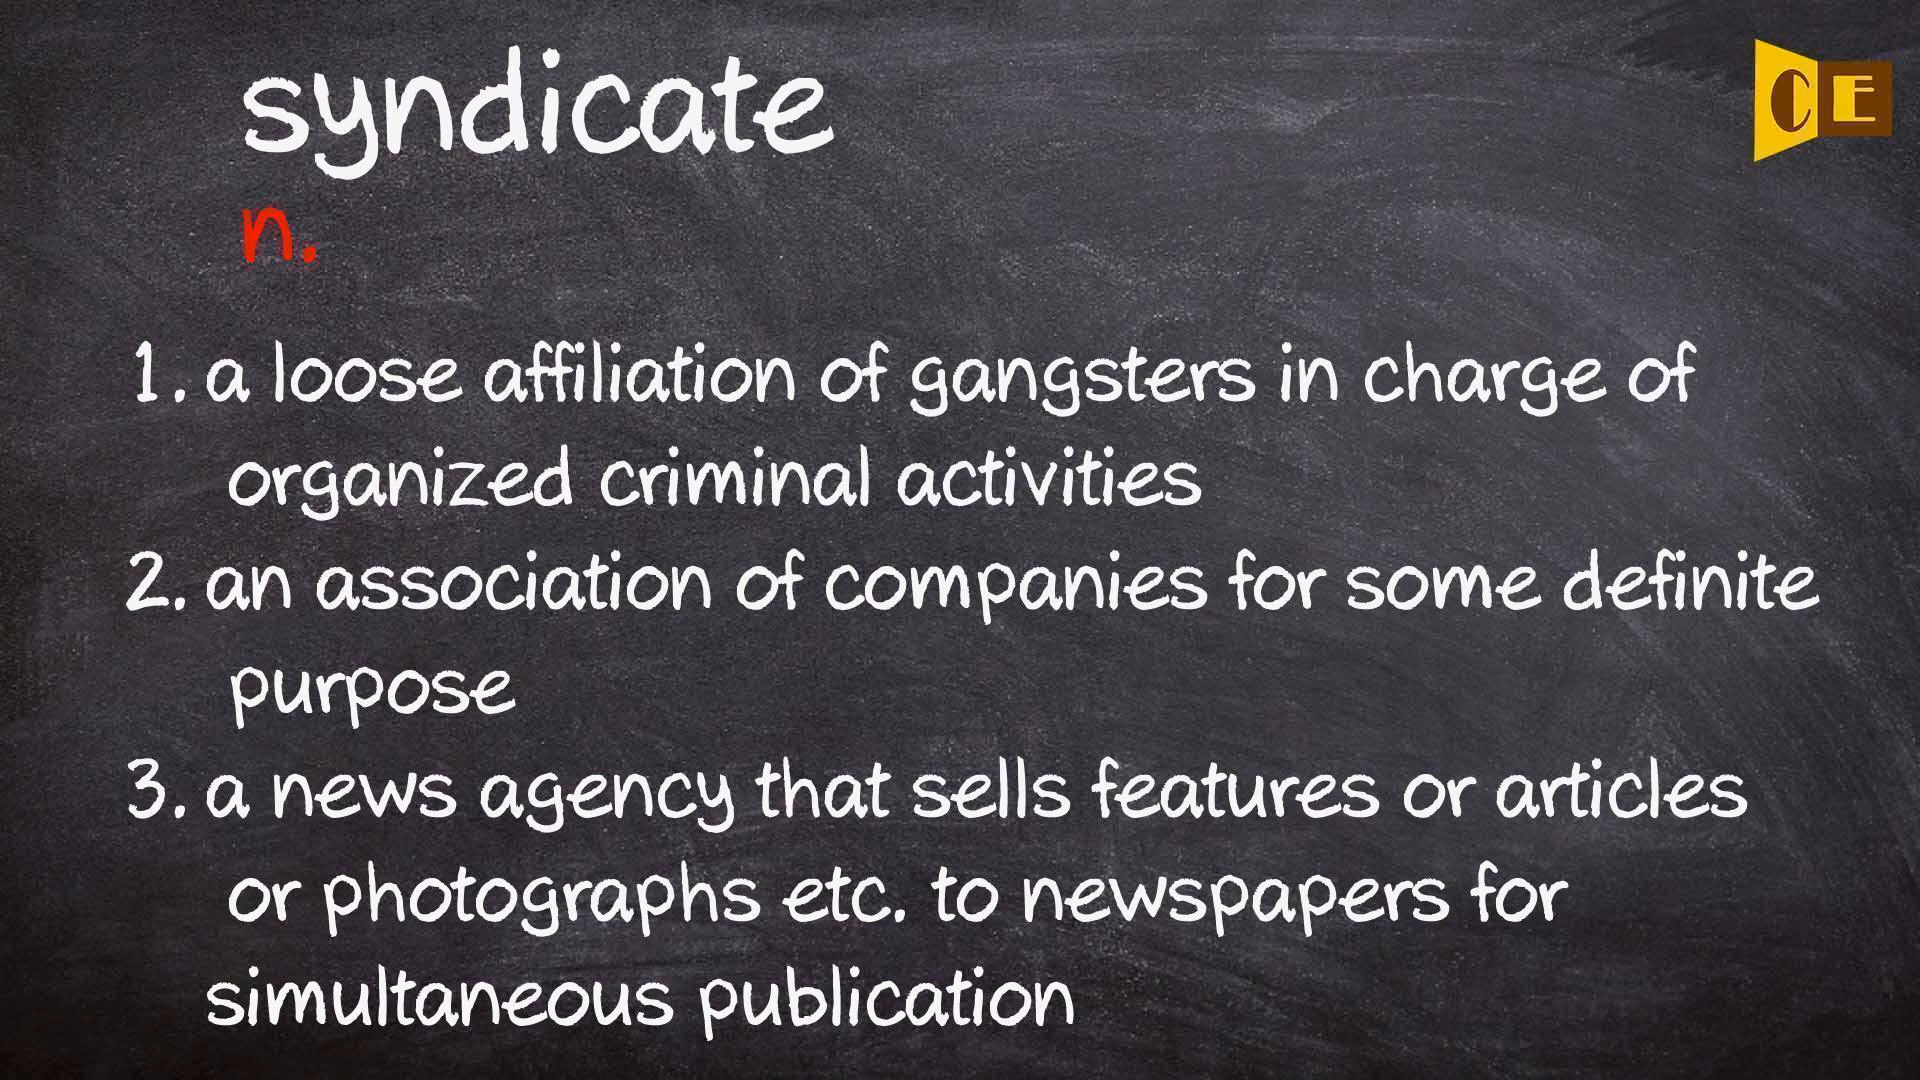 syndicate
CE
n.
1. a loose affiliation of gangsters in charge of
organized criminal activities
2. an association of companies for some definite
purpose
3. a news agency that sells features or articles
or photographs etc. to newspapers for
simultaneous publication